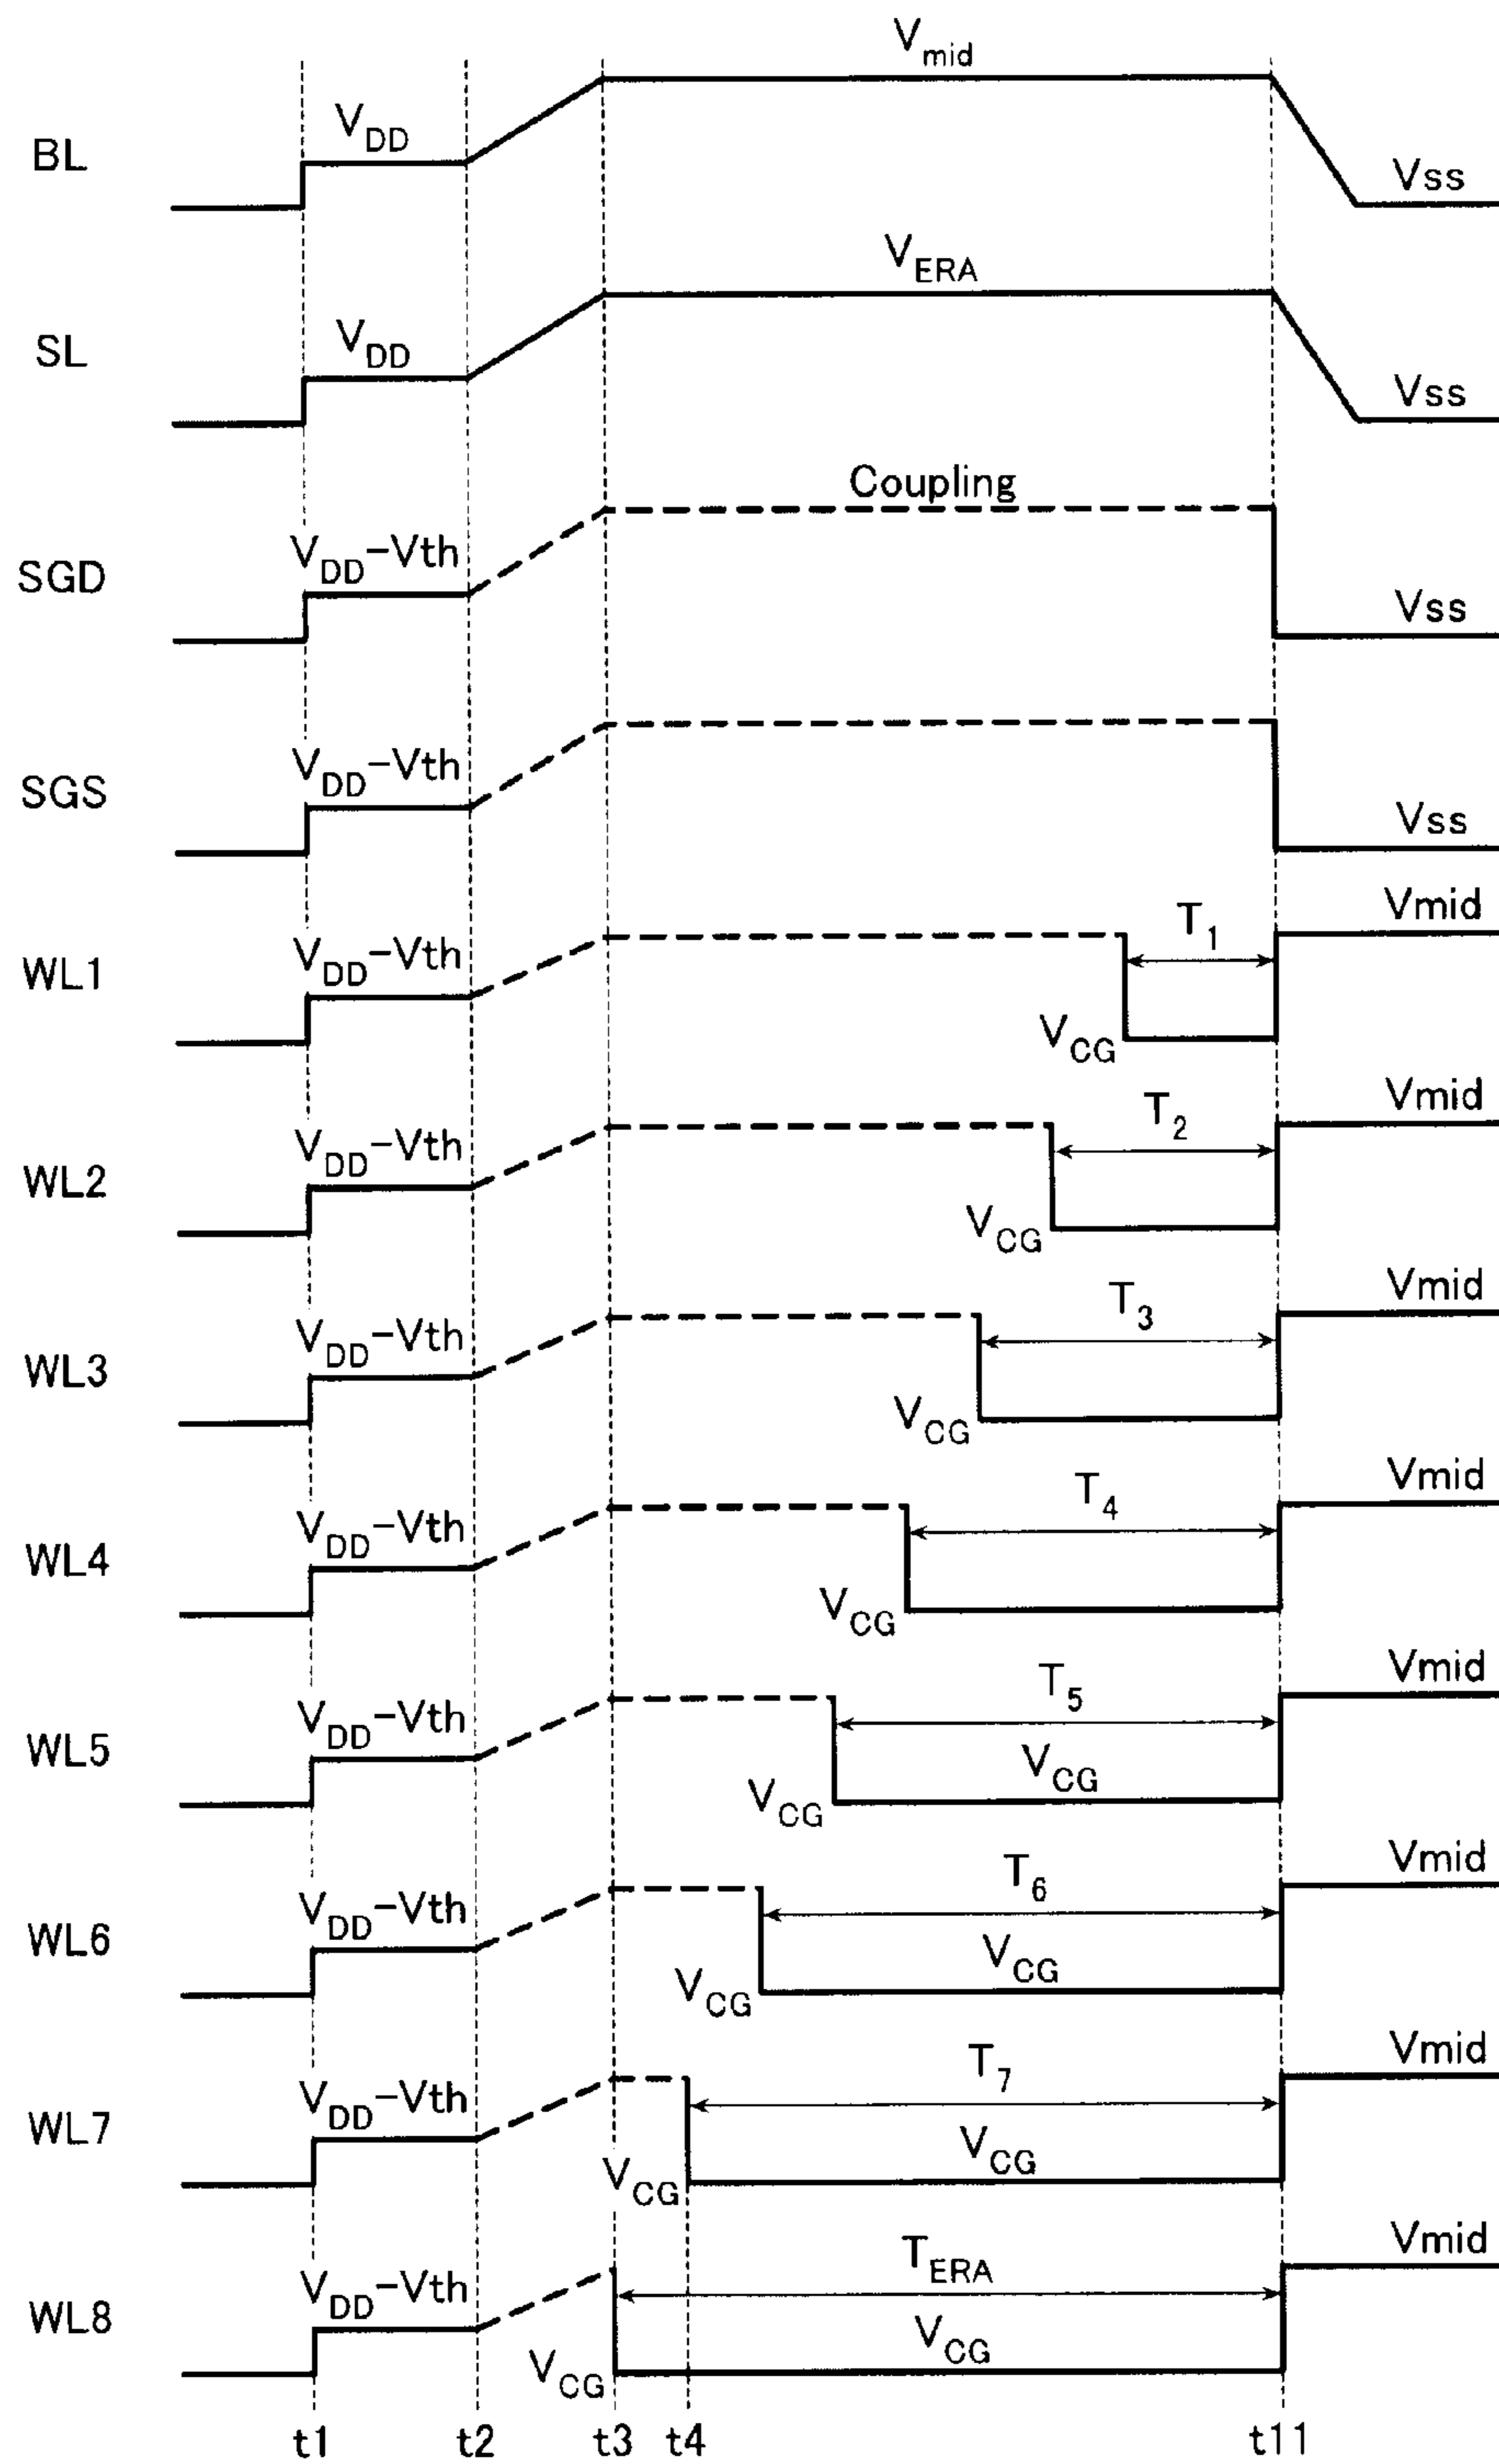 Vmid
VDD
BL
Vss
VERA
VDD
SL
Vss
Coupling
VDD-Vth
SGD
Vss
VDD-Vth
SGS
Vss
Vmid
T1
VDD-Vth
WL1
VCG
Vmid
T2
VDD-Vth
WL2
VCG
Vmid
T3
VDD-Vth
WL3
VCG
Vmid
T4
VDD-Vth
WL4
VCG
Vmid
T5
VDD-Vth
WL5
VCG
VCG
Vmid
T6
VDD-Vth
WL6
VCG
VCG
Vmid
T7
VDD-Vth
WL7
VCG
VCG
Vmid
TERA
VDD-Vth
WL8
VCG
VCG
t1 t2 t3 t4 t11